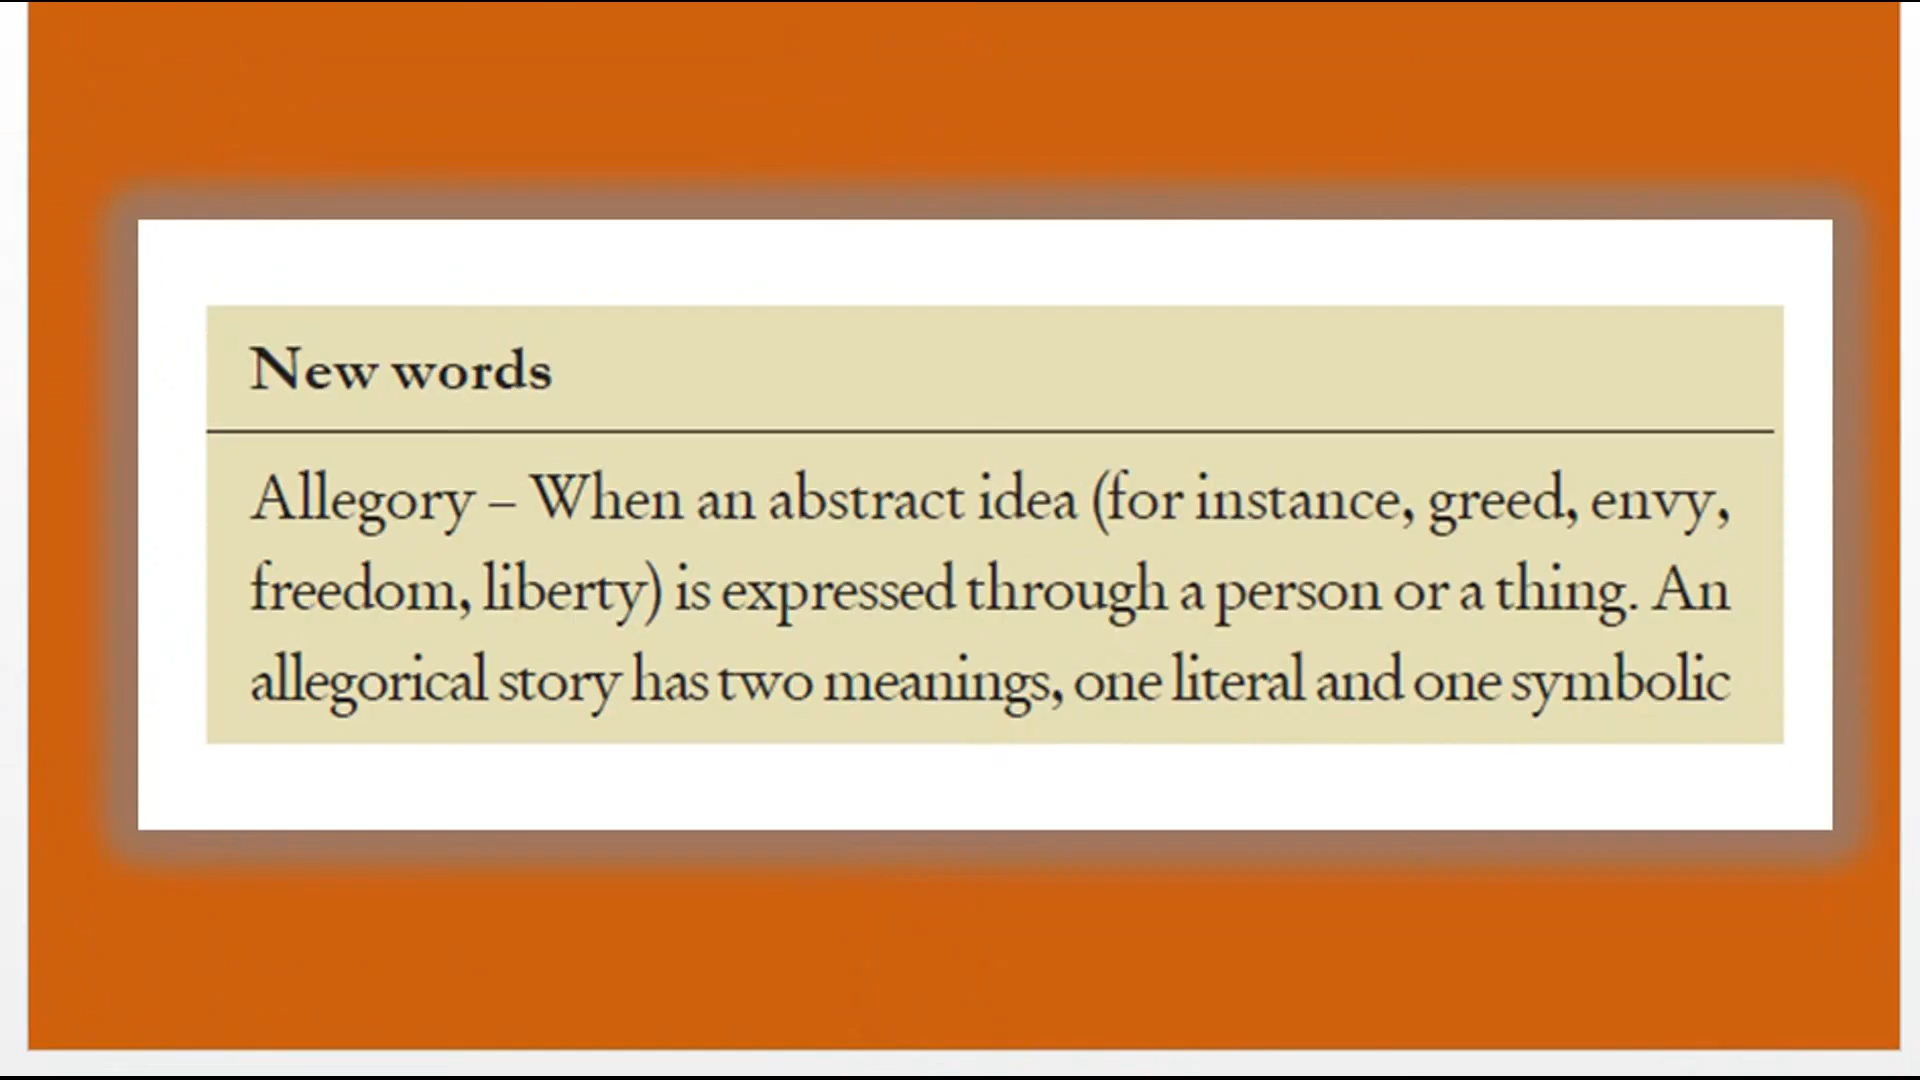 New words
Allegory – When an abstract idea (for instance, greed, envy,
freedom, liberty) is expressed through a person or a thing. An
allegorical story has two meanings, one literal and one symbolic